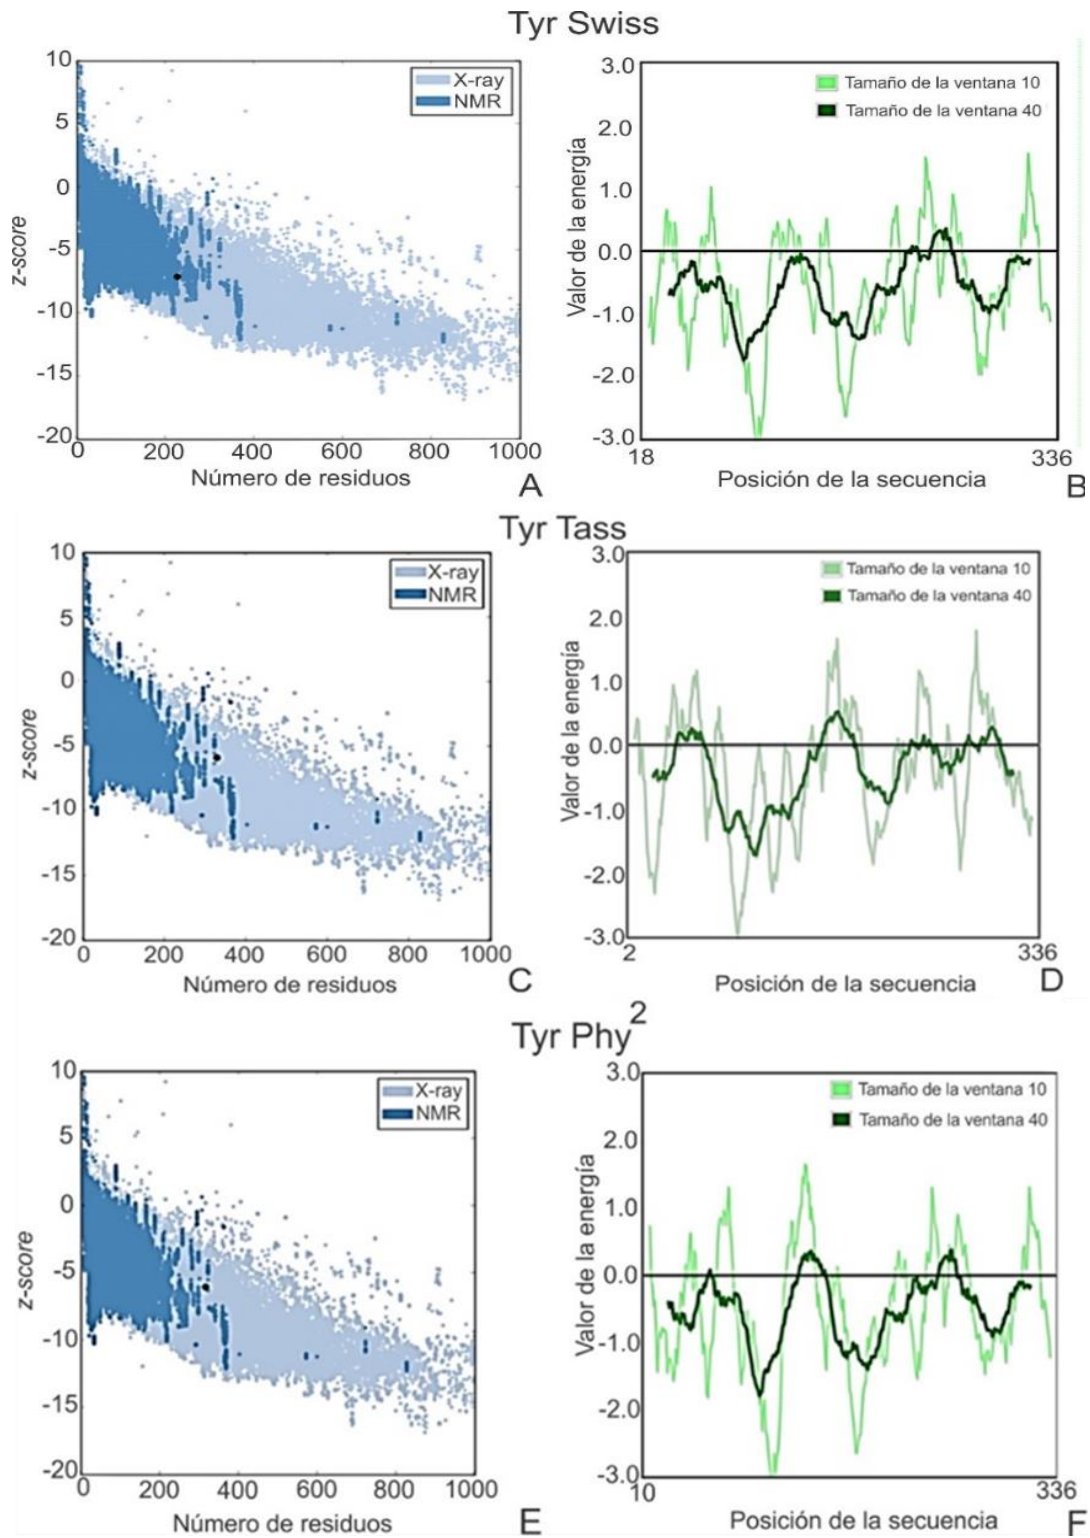 Tyr Swiss
10
5
0
-5
-10
-15
-20
z-score
X-ray
NMR
0 200 400 600 800 1000
Número de residuos
A
3.0
2.0
1.0
0.0
-1.0
-2.0
-3.0
Valor de la energía
Tamaño de la ventana 10
Tamaño de la ventana 40
18 336
Posición de la secuencia
B
Tyr Tass
10
5
0
-5
-10
-15
-20
z-score
X-ray
NMR
0 200 400 600 800 1000
Número de residuos
C
3.0
2.0
1.0
0.0
-1.0
-2.0
-3.0
Valor de la energía
Tamaño de la ventana 10
Tamaño de la ventana 40
2 336
Posición de la secuencia
D
Tyr Phy2
10
5
0
-5
-10
-15
-20
z-score
X-ray
NMR
0 200 400 600 800 1000
Número de residuos
E
3.0
2.0
1.0
0.0
-1.0
-2.0
-3.0
Valor de la energía
Tamaño de la ventana 10
Tamaño de la ventana 40
10 336
Posición de la secuencia
F